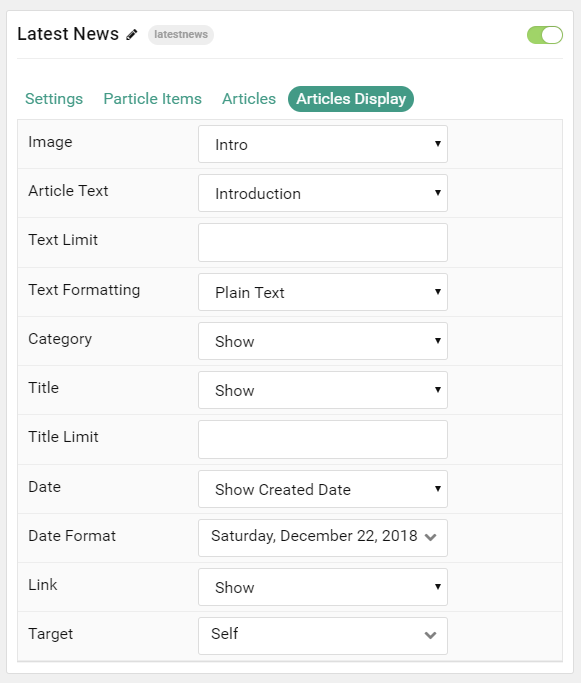 Latest News latestnews
Settings Particle Items Articles Articles Display
Image Intro
Article Text Introduction
Text Limit
Text Formatting Plain Text
Category Show
Title Show
Title Limit
Date Show Created Date
Date Format Saturday, December 22, 2018
Link Show
Target Self